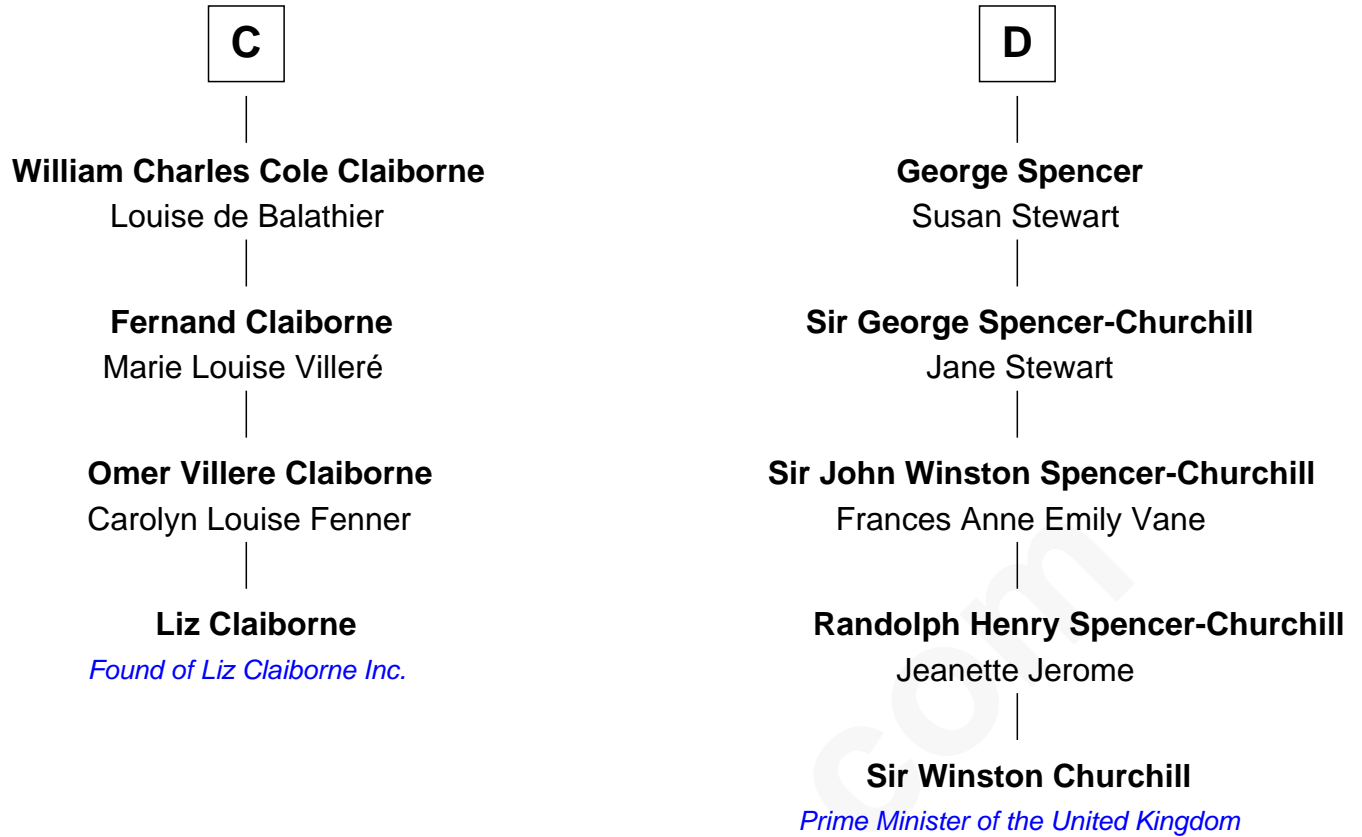 C
William Charles Cole Claiborne
Louise de Balathier
Fernand Claiborne
Marie Louise Villeré
Omer Villere Claiborne
Carolyn Louise Fenner
Liz Claiborne
Found of Liz Claiborne Inc.
D
George Spencer
Susan Stewart
Sir George Spencer-Churchill
Jane Stewart
Sir John Winston Spencer-Churchill
Frances Anne Emily Vane
Randolph Henry Spencer-Churchill
Jeanette Jerome
Sir Winston Churchill
Prime Minister of the United Kingdom
com